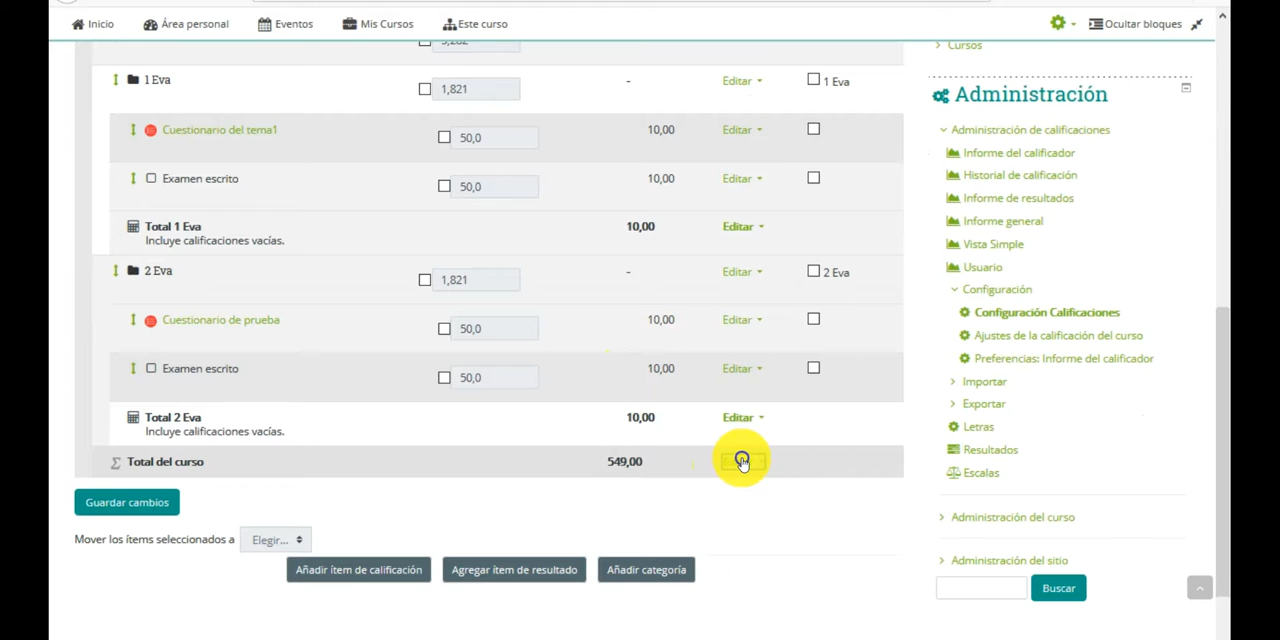 Inicio Área personal Eventos Mis Cursos Este curso Ocultar bloques
Cursos
1 Eva 1,821 - Editar 1 Eva
Cuestionario del tema1 50,0 10,00 Editar
Examen escrito 50,0 10,00 Editar
Total 1 Eva 10,00 Editar
Incluye calificaciones vacías.
2 Eva 1,821 - Editar 2 Eva
Cuestionario de prueba 50,0 10,00 Editar
Examen escrito 50,0 10,00 Editar
Total 2 Eva 10,00 Editar
Incluye calificaciones vacías.
Total del curso 549,00
Guardar cambios
Mover los ítems seleccionados a Elegir...
Añadir ítem de calificación Agregar ítem de resultado Añadir categoría
Administración
Administración de calificaciones
Informe del calificador
Historial de calificación
Informe de resultados
Informe general
Vista Simple
Usuario
Configuración
Configuración Calificaciones
Ajustes de la calificación del curso
Preferencias: Informe del calificador
Importar
Exportar
Letras
Resultados
Escalas
Administración del curso
Administración del sitio
Buscar